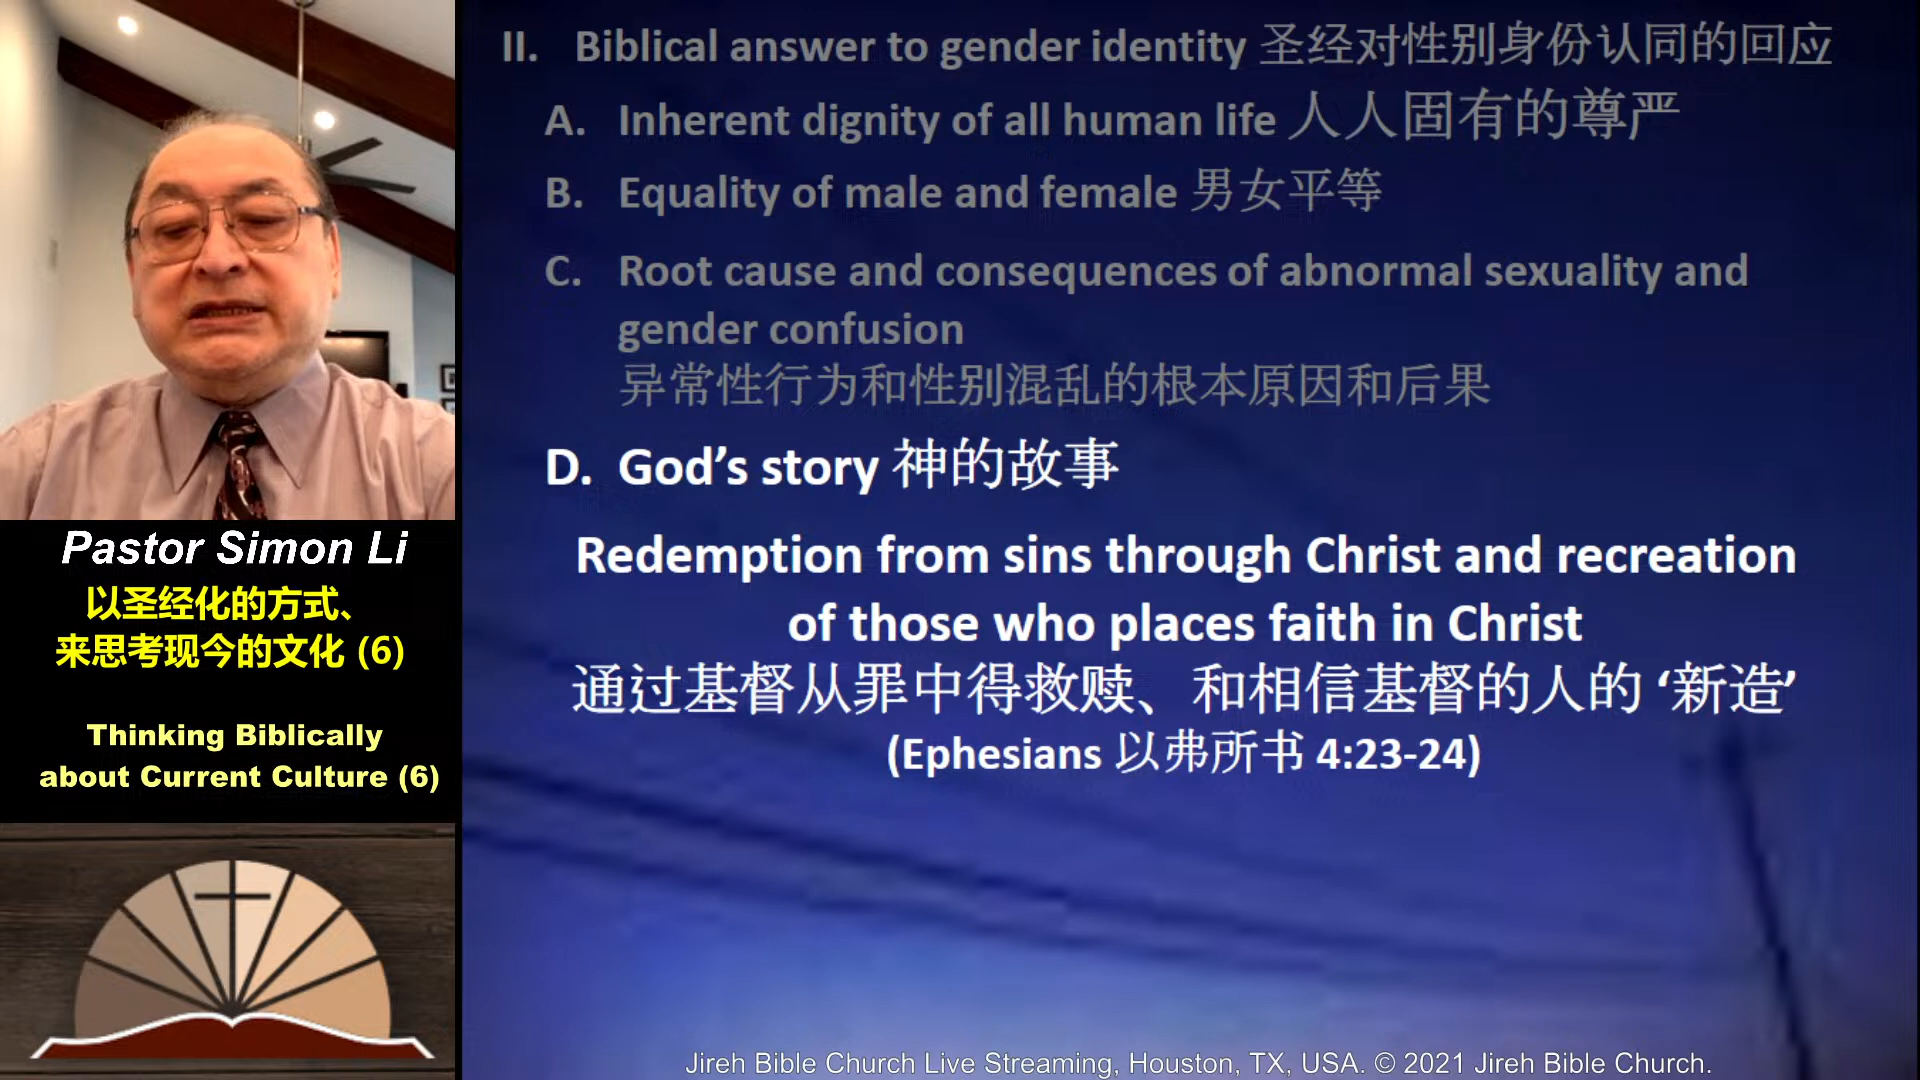 Pastor Simon Li
以圣经化的方式、
来思考现今的文化 (6)
Thinking Biblically
about Current Culture (6)
II. Biblical answer to gender identity 圣经对性别身份认同的回应
A. Inherent dignity of all human life 人人固有的尊严
B. Equality of male and female 男女平等
C. Root cause and consequences of abnormal sexuality and
gender confusion
异常性行为和性别混乱的根本原因和后果
D. God’s story 神的故事
Redemption from sins through Christ and recreation
of those who places faith in Christ
通过基督从罪中得救赎、和相信基督的人的 ‘新造’
(Ephesians 以弗所书 4:23-24)
Jireh Bible Church Live Streaming, Houston, TX, USA. © 2021 Jireh Bible Church.